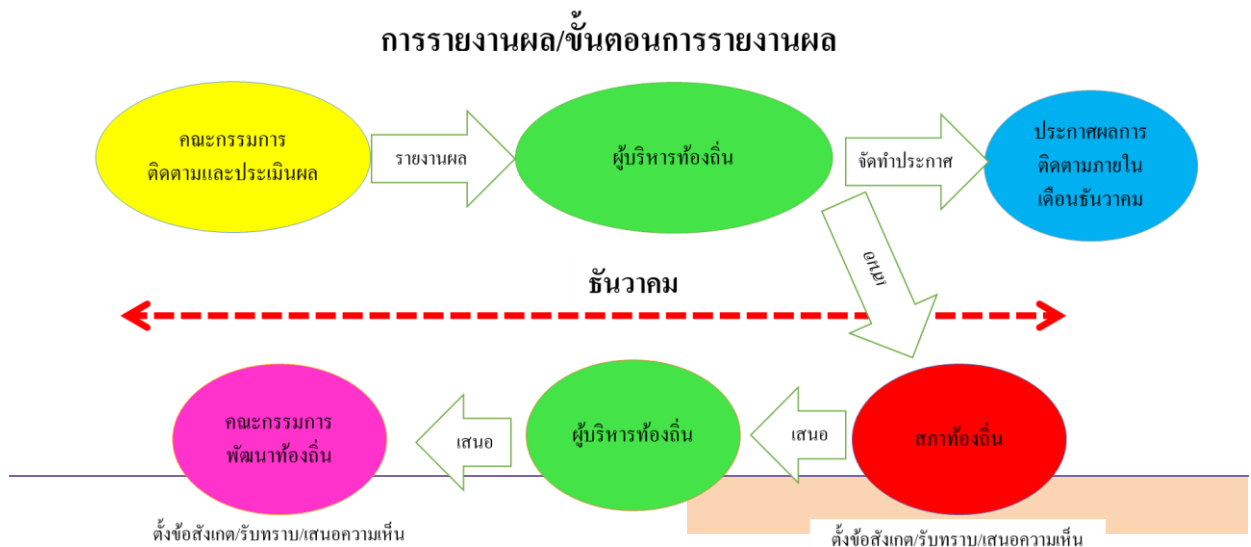 การรายงานผล/ขั้นตอนการรายงานผล
คณะกรรมการ
ติดตามและประเมินผล
รายงานผล
ผู้บริหารท้องถิ่น
จัดทำประกาศ
ประกาศผลการ
ติดตามภายใน
เดือนธันวาคม
เสนอ
ธันวาคม
คณะกรรมการ
พัฒนาท้องถิ่น
เสนอ
ผู้บริหารท้องถิ่น
เสนอ
สภาท้องถิ่น
ตั้งข้อสังเกต/รับทราบ/เสนอความเห็น
ตั้งข้อสังเกต/รับทราบ/เสนอความเห็น